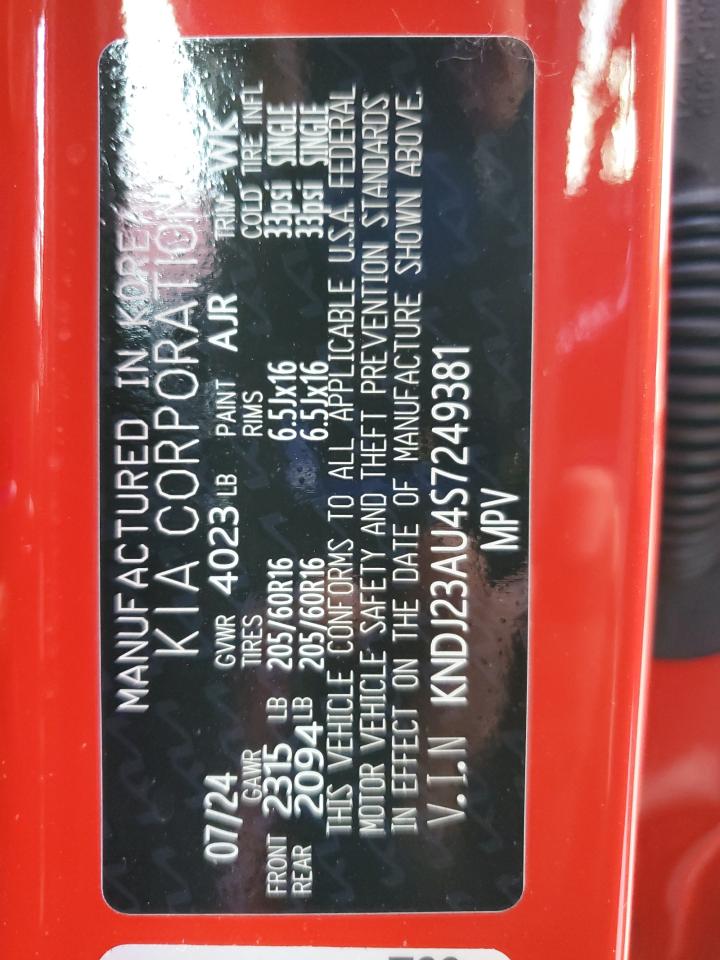 MANUFACTURED IN KOREA
KIA CORPORATION
07/24 GVWR 4023 LB PAINT AJR TRIM WK
GAWR TIRES RIMS COLD TIRE INFL
FRONT 2315 LB 205/60R16 6.5Jx16 33psi SINGLE
REAR 2094 LB 205/60R16 6.5Jx16 33psi SINGLE
THIS VEHICLE CONFORMS TO ALL APPLICABLE U.S.A. FEDERAL
MOTOR VEHICLE SAFETY AND THEFT PREVENTION STANDARDS
IN EFFECT ON THE DATE OF MANUFACTURE SHOWN ABOVE.
V.I.N KNDJ23AU4S7249381
MPV